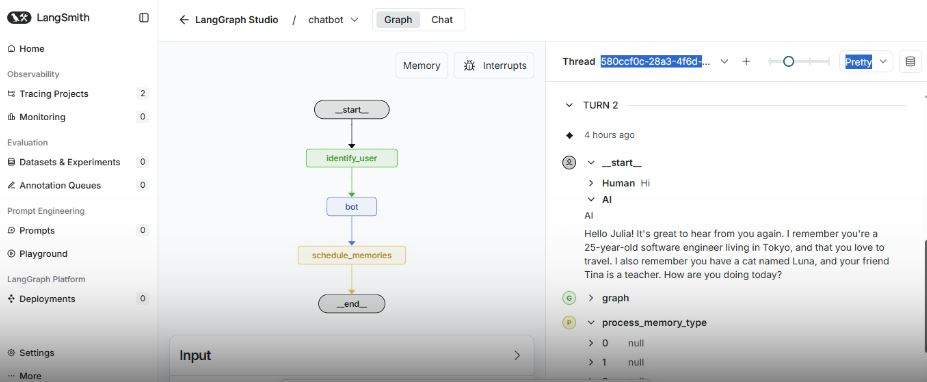 LangSmith
Home
Observability
Tracing Projects 2
Monitoring 0
Evaluation
Datasets & Experiments 0
Annotation Queues 0
Prompt Engineering
Prompts 0
Playground
LangGraph Platform
Deployments 0
Settings
More
LangGraph Studio / chatbot
Graph Chat
Memory Interrupts
__start__
identify_user
bot
schedule_memories
__end__
Input
Thread 580ccf0c-28a3-4f6d-... Pretty
TURN 2
4 hours ago
__start__
Human Hi
AI
AI
Hello Julia! It's great to hear from you again. I remember you're a
25-year-old software engineer living in Tokyo, and that you love to
travel. I also remember you have a cat named Luna, and your friend
Tina is a teacher. How are you doing today?
G graph
P process_memory_type
0 null
1 null